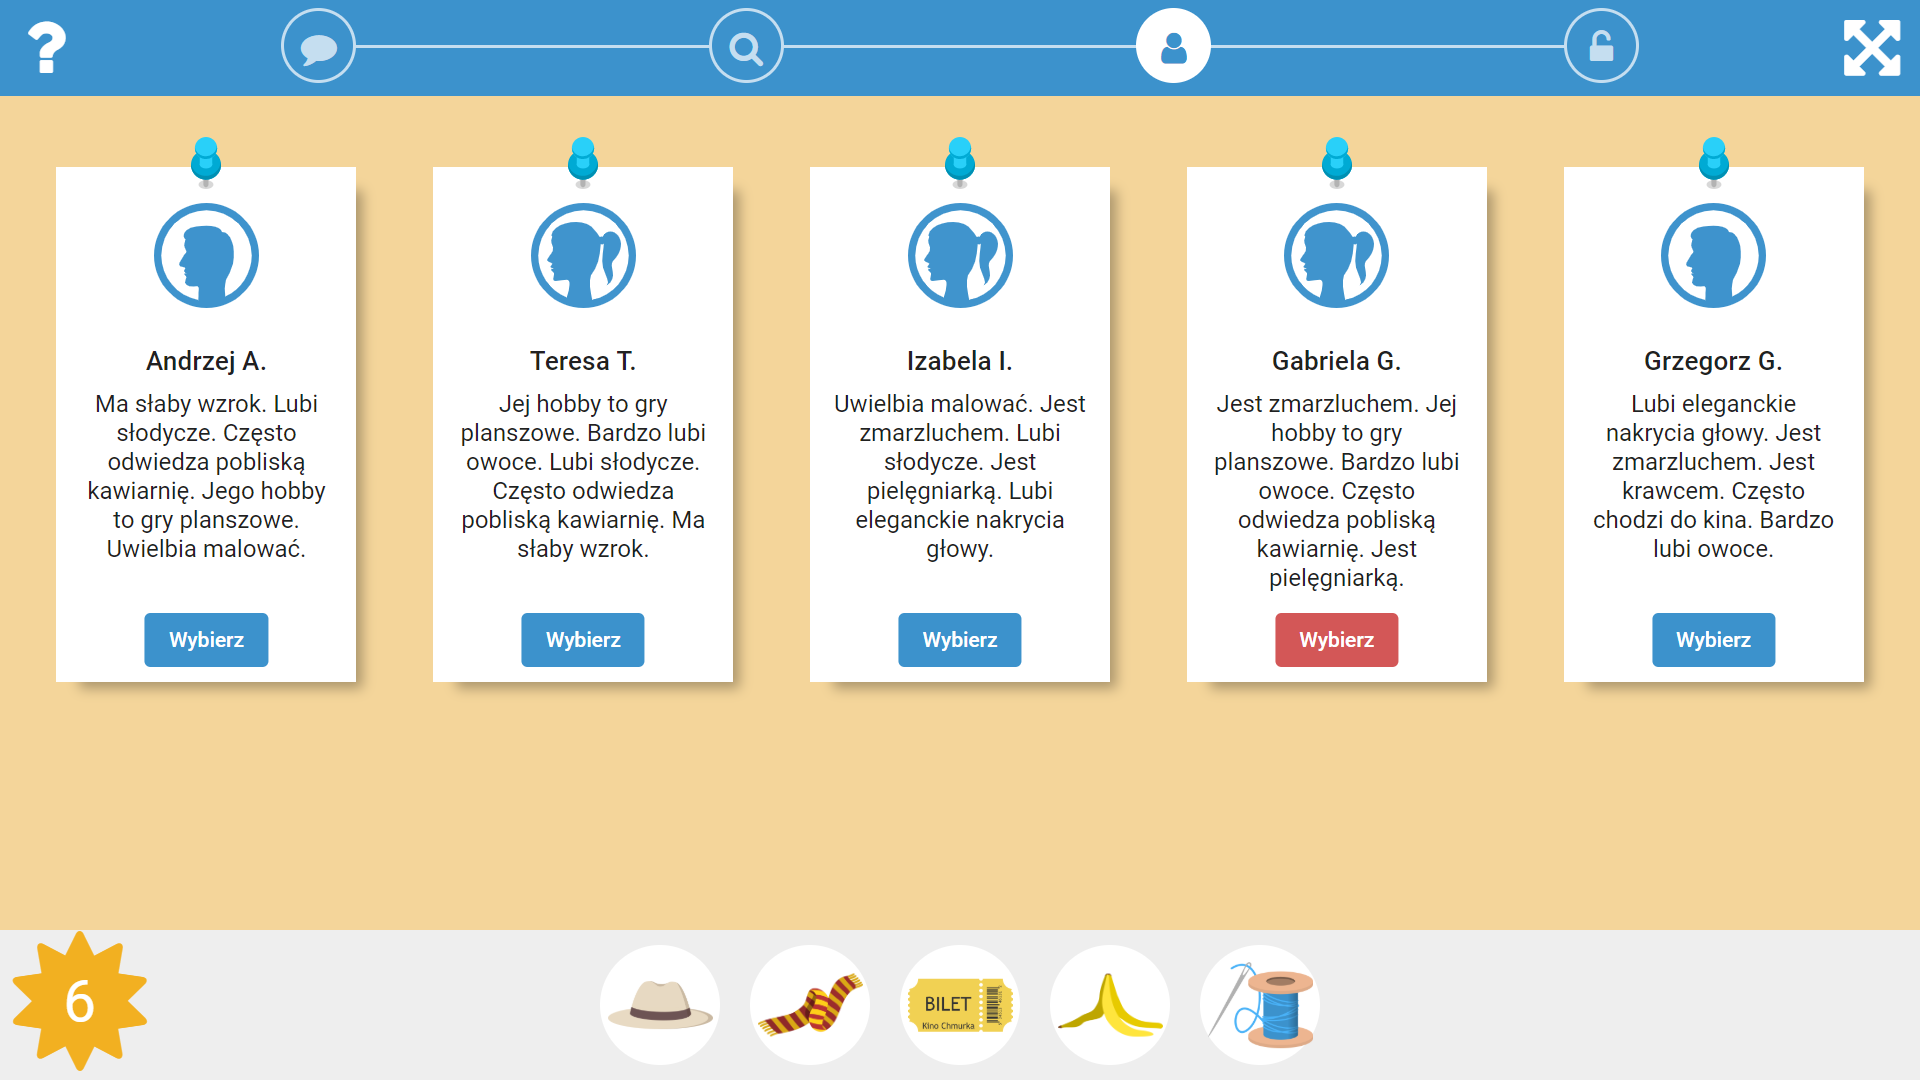 Andrzej A.
Ma słaby wzrok. Lubi
słodycze. Często
odwiedza pobliską
kawiarnię. Jego hobby
to gry planszowe.
Uwielbia malować.
Wybierz
Teresa T.
Jej hobby to gry
planszowe. Bardzo lubi
owoce. Lubi słodycze.
Często odwiedza
pobliską kawiarnię. Ma
słaby wzrok.
Wybierz
Izabela I.
Uwielbia malować. Jest
zmarzluchem. Lubi
słodycze. Jest
pielęgniarką. Lubi
eleganckie nakrycia
głowy.
Wybierz
Gabriela G.
Jest zmarzluchem. Jej
hobby to gry
planszowe. Bardzo lubi
owoce. Często
odwiedza pobliską
kawiarnię. Jest
pielęgniarką.
Wybierz
Grzegorz G.
Lubi eleganckie
nakrycia głowy. Jest
zmarzluchem. Jest
krawcem. Często
chodzi do kina. Bardzo
lubi owoce.
Wybierz
6
BILET
Kino Chmurka